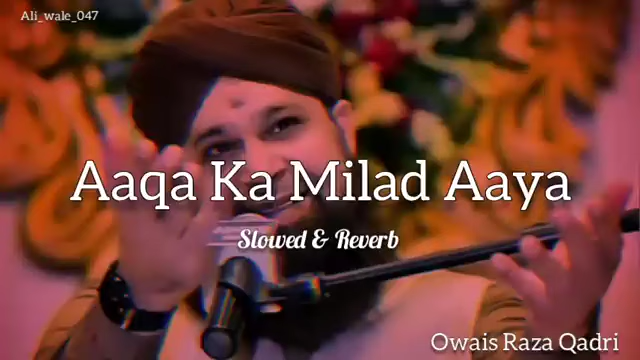 Ali_wale_047
Aaqa Ka Milad Aaya
Slowed & Reverb
Owais Raza Qadri